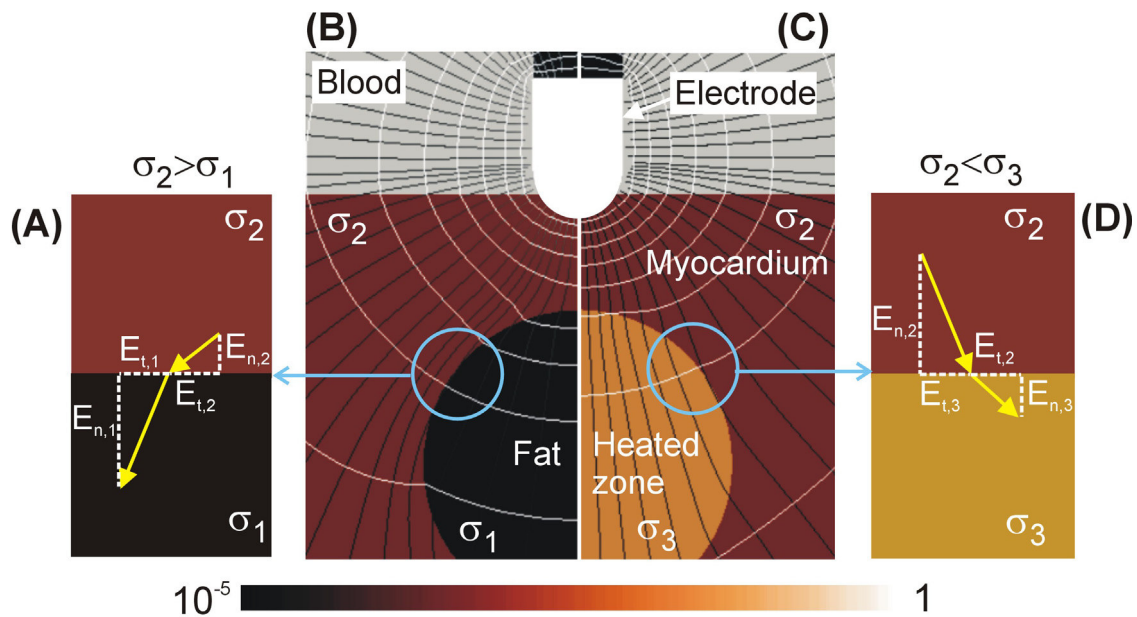 (B)
(C)
Blood
Electrode
σ2>σ1
σ2<σ3
(A)
σ2
σ2
σ2
σ2
(D)
Myocardium
En,2
Et,1
En,2
Et,2
Et,2
Et,3
En,3
En,1
Fat
Heated
zone
σ1
σ1
σ3
σ3
10-5
1